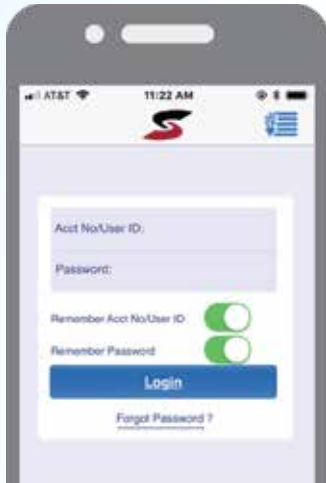 AT&T 11:22 AM
Acct No/User ID:
Password:
Remember Acct No/User ID
Remember Password
Login
Forgot Password ?